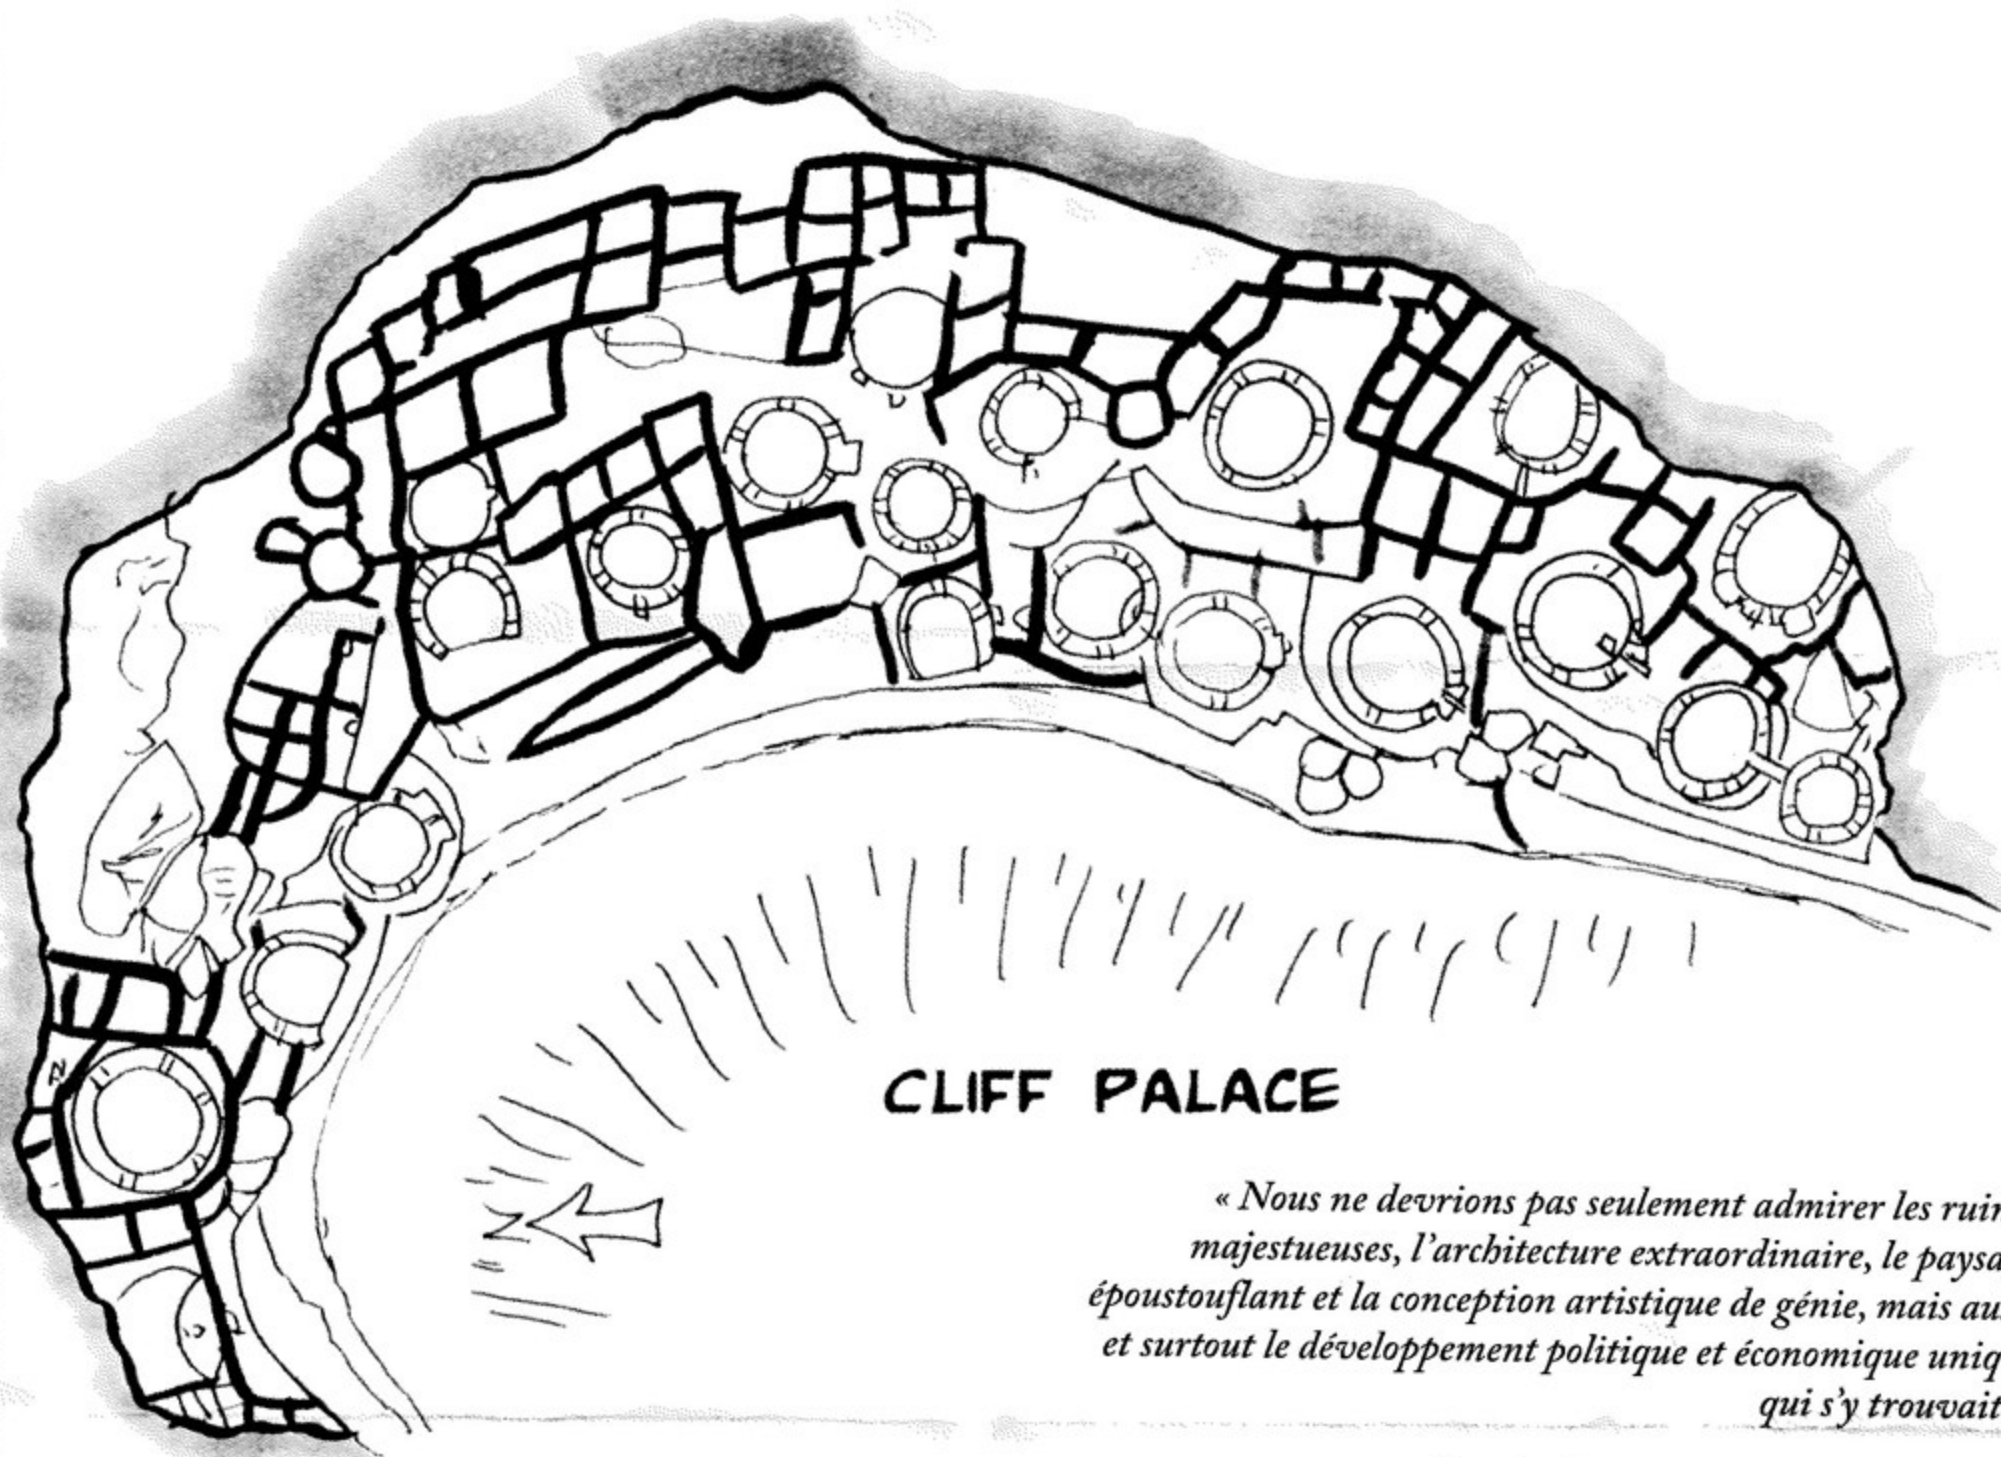 CLIFF PALACE
N
« Nous ne devrions pas seulement admirer les
majestueuses, l'architecture extraordinaire, le
époustouflant et la conception artistique de génie, mais
et surtout le développement politique et économique
qui s'y trouvait